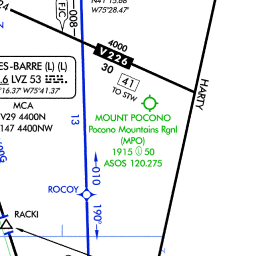 24
FJC
008
N41°15.68'
W75°28.47'
4000
V226
30
41
TO STW
ES-BARRE (L) (L)
.6 LVZ 53
16.37' W75°41.37'
MCA
V29 4400N
147 4400NW
13
HARTY
MOUNT POCONO
Pocono Mountains Rgnl
(MPO)
1915 50
ASOS 120.275
010
ROCOY
190°
RACKI